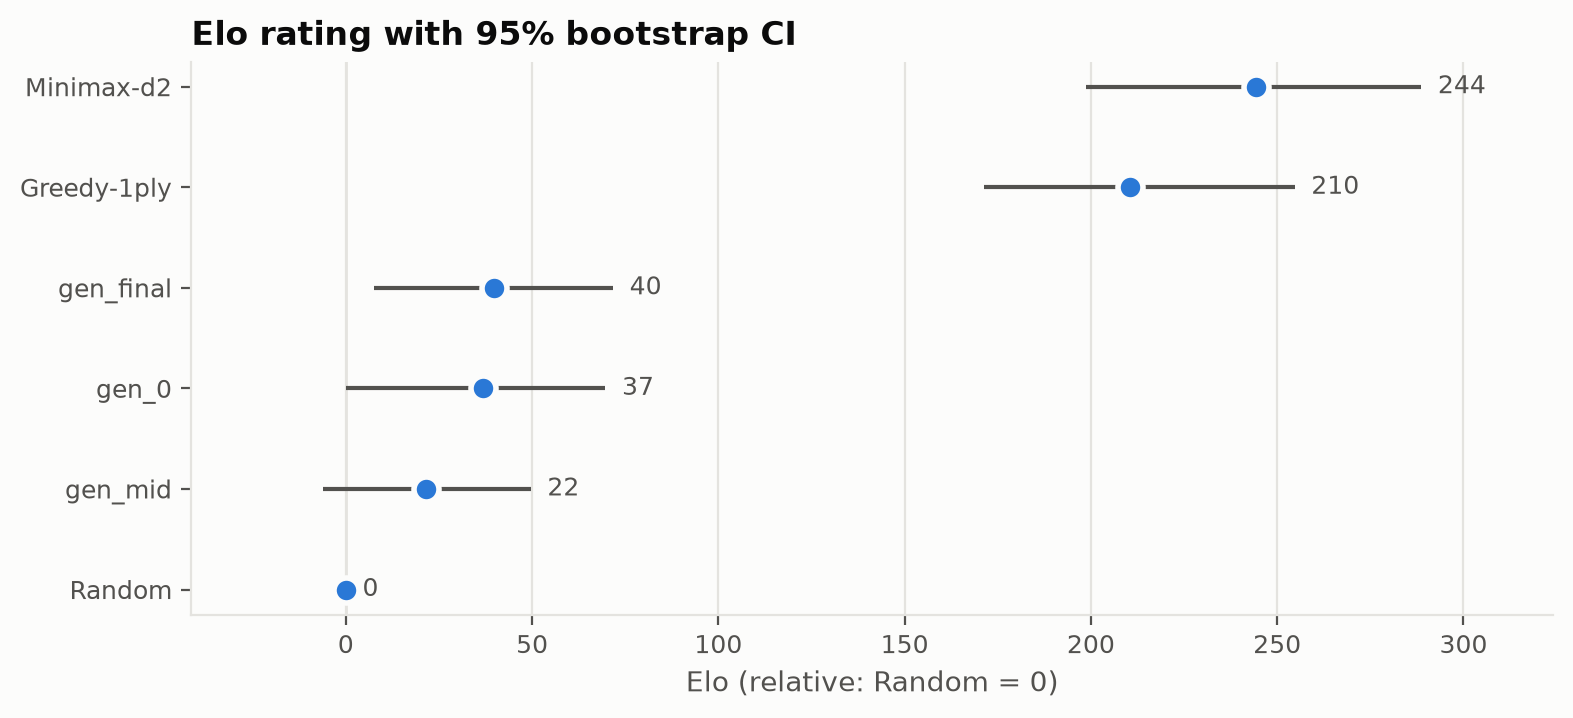 Elo rating with 95% bootstrap CI
Minimax-d2 244
Greedy-1ply 210
gen_final 40
gen_0 37
gen_mid 22
Random 0
0 50 100 150 200 250 300
Elo (relative: Random = 0)